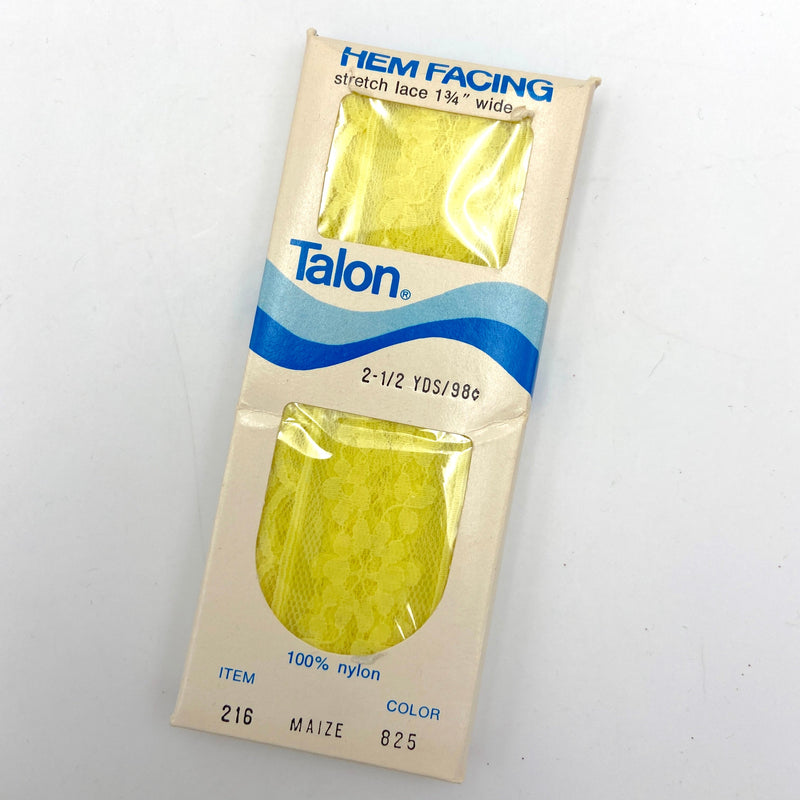 HEM FACING
stretch lace 1¾" wide
Talon®
2-1/2 YDS/98¢
100% nylon
ITEM COLOR
216 MAIZE 825